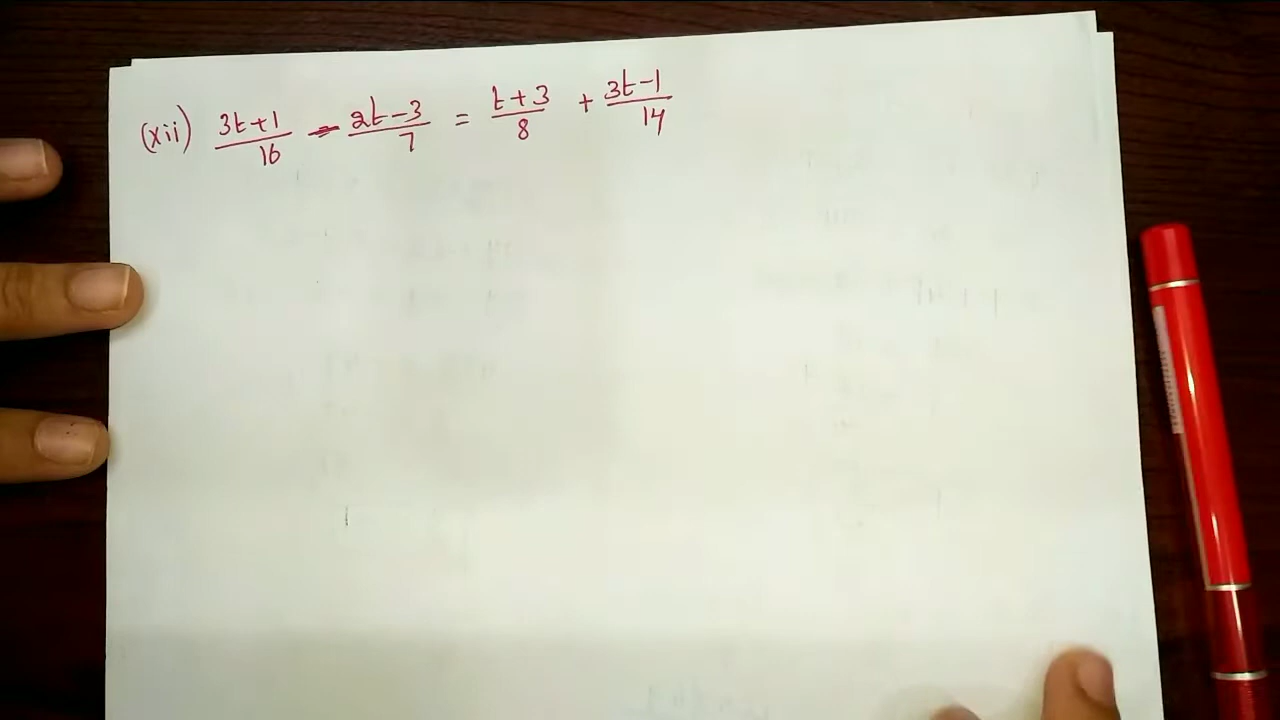 (xii) (3t+1)/16 - (2t-3)/7 = (t+3)/8 + (3t-1)/14